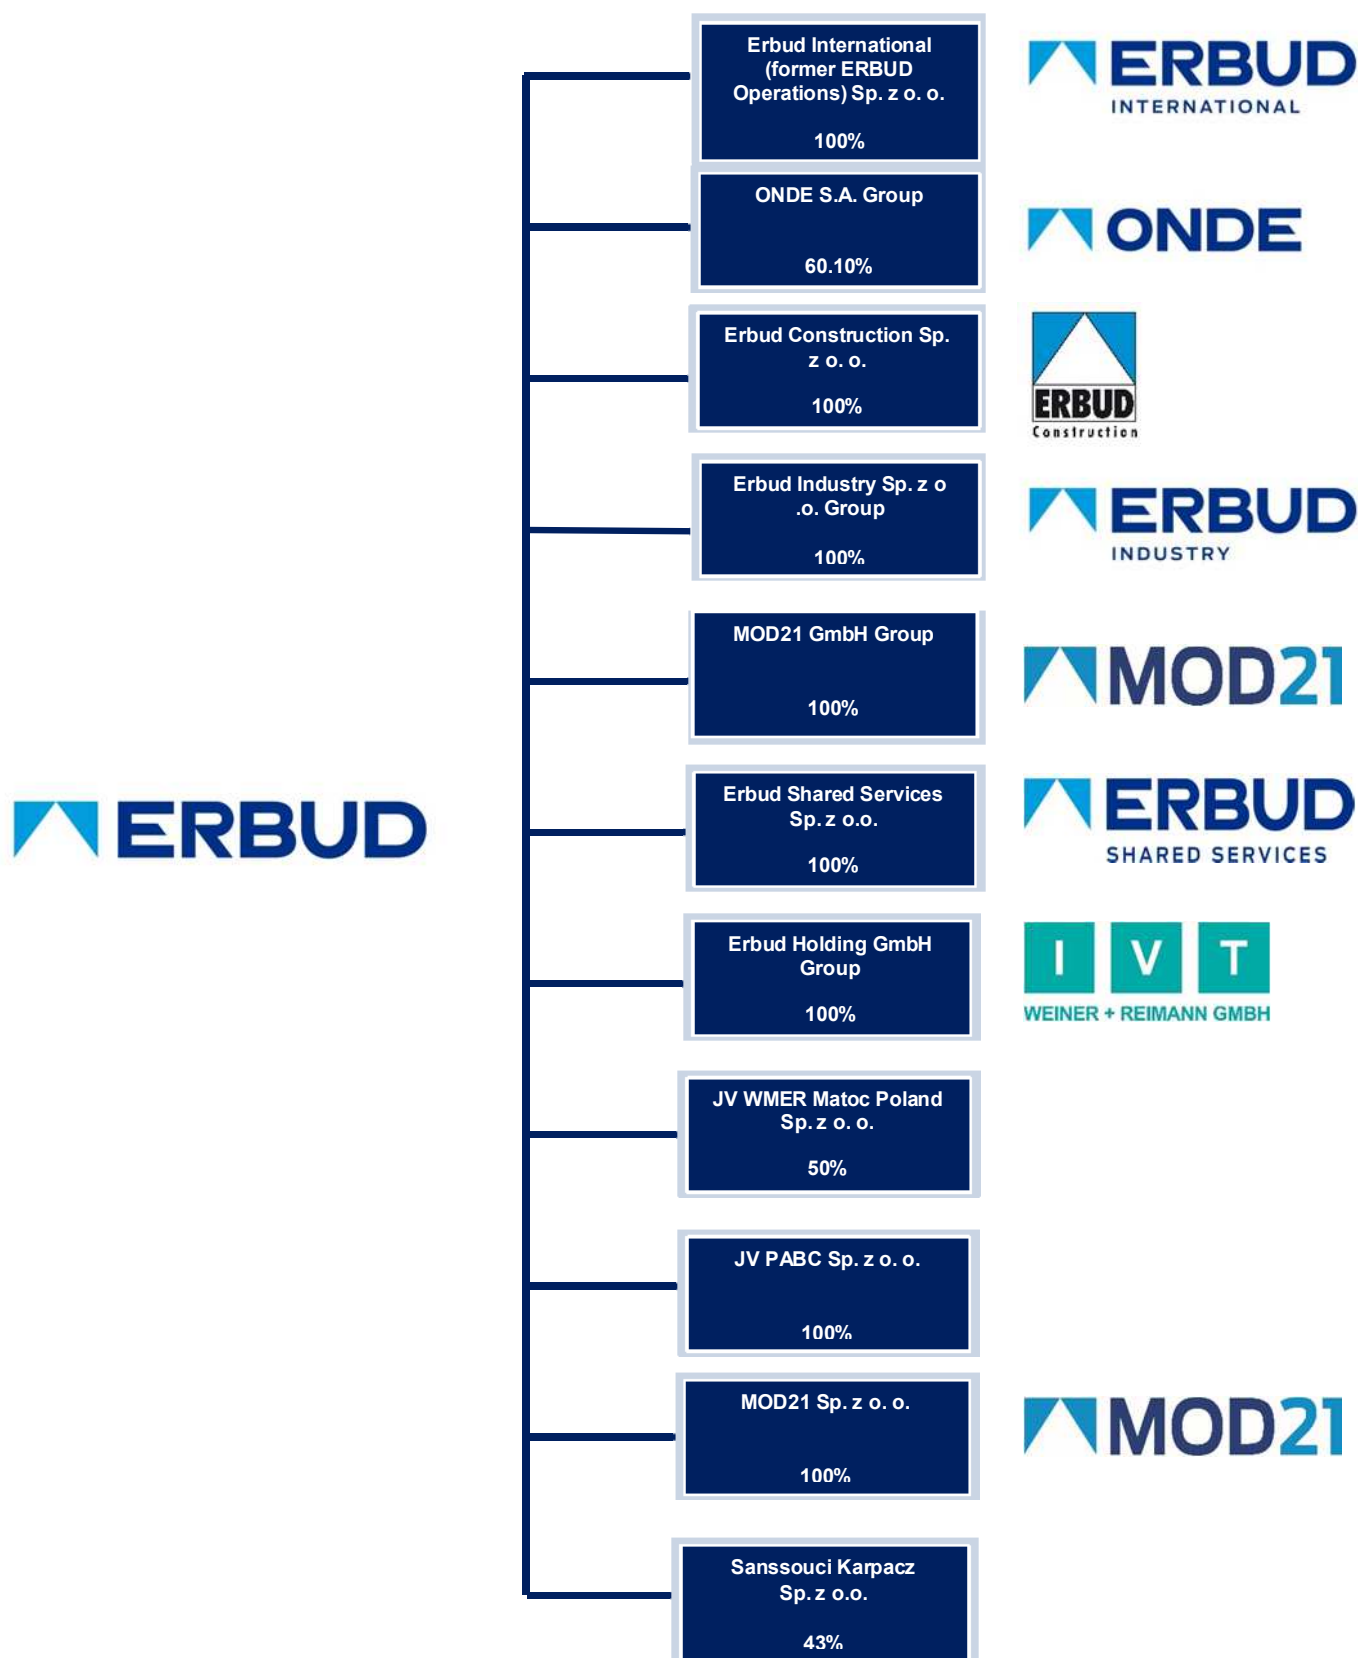 Erbud International
(former ERBUD
Operations) Sp. z o. o.
100%
ERBUD
INTERNATIONAL
ONDE S.A. Group
60.10%
ONDE
Erbud Construction Sp.
z o. o.
100%
ERBUD
Construction
Erbud Industry Sp. z o
.o. Group
100%
ERBUD
INDUSTRY
MOD21 GmbH Group
100%
MOD21
ERBUD
Erbud Shared Services
Sp. z o.o.
100%
ERBUD
SHARED SERVICES
Erbud Holding GmbH
Group
100%
I V T
WEINER + REIMANN GMBH
JV WMER Matoc Poland
Sp. z o. o.
50%
JV PABC Sp. z o. o.
100%
MOD21 Sp. z o. o.
100%
MOD21
Sanssouci Karpacz
Sp. z o.o.
43%